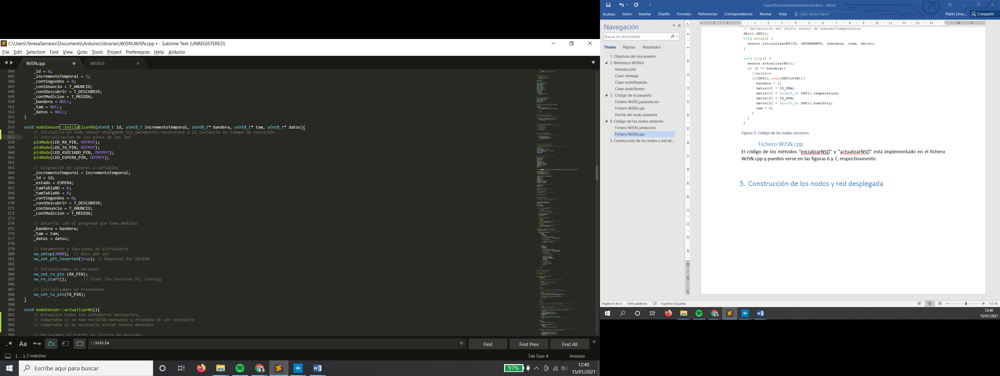 C:\Users\TeresaSerrano\Documents\Arduino\libraries\WJSN\WJSN.cpp • - Sublime Text (UNREGISTERED)
File Edit Selection Find View Goto Tools Project Preferences Help Arduino
WJSN.cpp
WJSN.h
344 _id = 0;
345 _incrementoTemporal = 1;
346 _contSegundos = 0;
347 _contAnuncio = T_ANUNCIO;
348 _contDescubrir = T_DESCUBRIR;
349 _contMedicion = T_MEDIDA;
350 _bandera = NULL;
351 _tam = NULL;
352 _datos = NULL;
353 }
354
355 void nodoSensor::inicializarNS(uint8_t id, uint8_t incrementoTemporal, uint8_t* bandera, uint8_t* tam, uint8_t* datos){
356 // Inicializa un nodo sensor otorgando los parámetros necesarios a la instancia en tiempo de ejecución.
357 // inicializacion de los pines de los led
358 pinMode(LED_RX_PIN, OUTPUT);
359 pinMode(LED_TX_PIN, OUTPUT);
360 pinMode(LED_ASOCIADO_PIN, OUTPUT);
361 pinMode(LED_ESPERA_PIN, OUTPUT);
362
363 // asignación de valores a variables
364 _incrementoTemporal = incrementoTemporal;
365 _id = id;
366 _estado = ESPERA;
367 _tamTablaRD = 0;
368 _tamTablaRA = 0;
369 _contSegundos = 0;
370 _contDescubrir = T_DESCUBRIR;
371 _contAnuncio = T_ANUNCIO;
372 _contMedicion = T_MEDIDA;
373
374 // Interfaz con el programa que toma medidas
375 _bandera = bandera;
376 _tam = tam;
377 _datos = datos;
378
379 // Parametros y funciones de VirtualWire
380 vw_setup(2000); // Bits per sec
381 vw_set_ptt_inverted(true); // Required for DR3100
382
383 // inicializamos el receptor
384 vw_set_rx_pin (RX_PIN);
385 vw_rx_start(); // Start the receiver PLL running
386
387 // inicializamos el transmisor
388 vw_set_tx_pin(TX_PIN);
389 }
390
391 void nodoSensor::actualizarNS(){
392 // Actualiza todos los contadores necesarios,
393 // Comprueba si se han recibido mensajes y responde de ser necesario
394 // Comprueba si es necesario enviar nuevos mensajes
395
396 // Declaramos el buffer de lectura de mensajes
.* Aa “” ::inicia Find Find Prev Find All
[, , , ], 2 matches
Tab Size: 4 Arduino
Escribe aquí para buscar
97%
12:40
15/01/2021
EspecificaciónImplementación.docx - Word
Archivo Inicio Insertar Diseño Formato Referencias Correspondencia Revisar Vista ¿Qué desea hacer? Pablo Linar... Compartir
Navegación
Buscar en documento
Títulos Páginas Resultados
1. Objetivos del documento
2. Biblioteca WJSN.h
Introducción
Clase mensaje
Clase nodoPasarela
Clase nodoSensor
3. Código de la pasarela
Fichero WJSN_pasarela.ino
Fichero WJSN.cpp
Parche del nodo pasarela
4. Código de los nodos sensores
Fichero WJSN_sensor.ino
Fichero WJSN.cpp
5. Construcción de los nodos y red de...
// Declaración del objeto sensor de humedad/temperatura
dht11 DHT11;
void setup() {
sensor.inicializarNS(ID, INCREMENTO, &bandera, &tam, datos);
}
void loop() {
sensor.actualizarNS();
if (0 == bandera){
//medimos
if(DHT11.read(DHT11PIN)){
bandera = 1;
datos[0] = ID_TEM;
datos[1] = (uint8_t) DHT11.temperature;
datos[2] = ID_HUM;
datos[3] = (uint8_t) DHT11.humidity;
tam = 2;
}
}
}
Figura 5: Código de los nodos sensores.
Fichero WJSN.cpp
El código de los métodos “inicializarNS()” y “actualizarNS()” está implementado en el fichero
WJSN.cpp y pueden verse en las figuras 6 y 7, respectivamente.
5. Construcción de los nodos y red desplegada
Página 8 de 8 1649 palabras Español (España) 115 %
12:40
15/01/2021